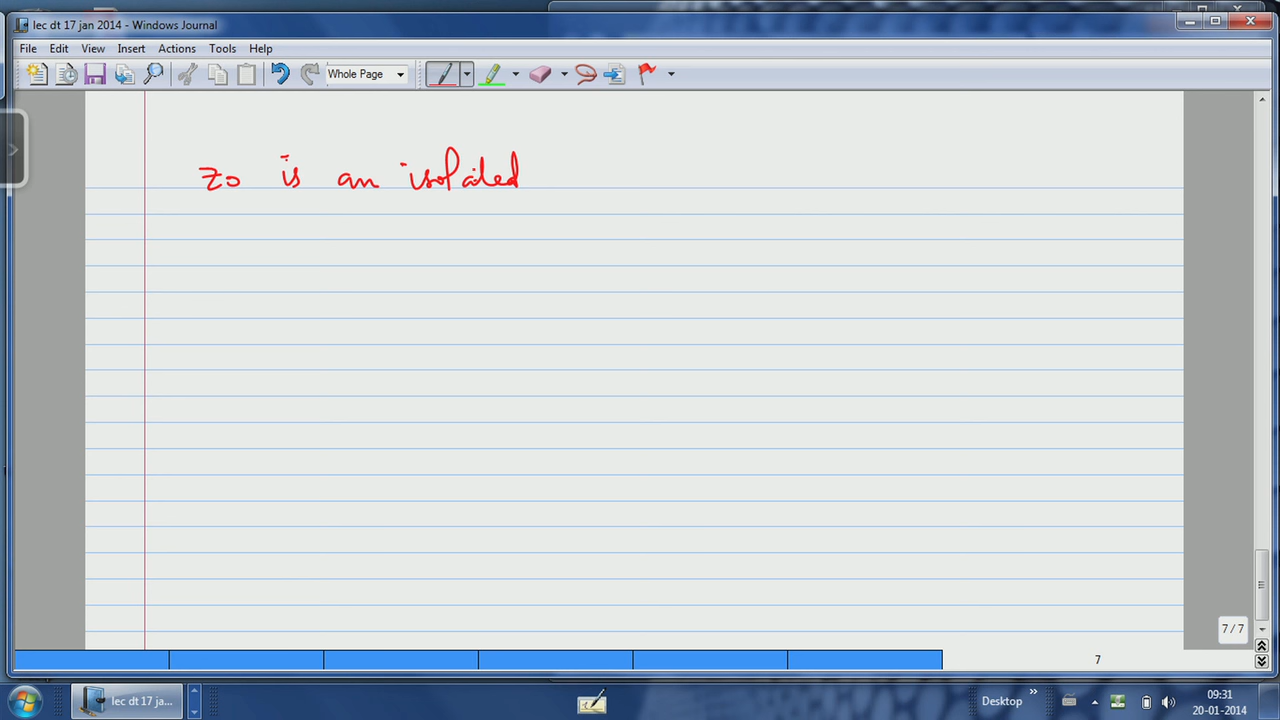 lec dt 17 jan 2014 - Windows Journal
File Edit View Insert Actions Tools Help
Whole Page
z0 is an isolated
7 / 7
7
lec dt 17 ja...
Desktop
09:31
20-01-2014